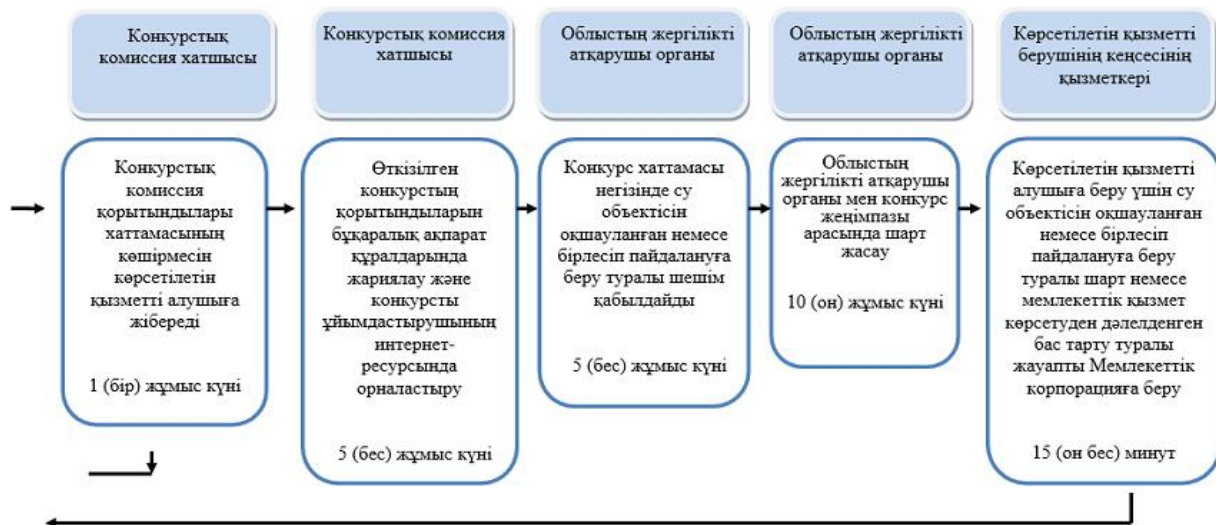 Конкурстық
комиссия хатшысы
Конкурстық комиссия
хатшысы
Облыстың жергілікті
атқарушы органы
Облыстың жергілікті
атқарушы органы
Көрсетілетін қызметті
берушінің кеңсесінің
қызметкері
Конкурстық
комиссия
қорытындылары
хаттамасының
көшірмесін
көрсетілетін
қызметті алушыға
жібереді
1 (бір) жұмыс күні
Өткізілген
конкурстың
қорытындыларын
бұқаралық ақпарат
құралдарында
жариялау және
конкурсты
ұйымдастырушының
интернет-
ресурсында
орналастыру
5 (бес) жұмыс күні
Конкурс хаттамасы
негізінде су
объектісін
оқшауланған немесе
бірлесіп пайдалануға
беру туралы шешім
қабылдайды
5 (бес) жұмыс күні
Облыстың
жергілікті атқарушы
органы мен конкурс
жеңімпазы
арасында шарт
жасау
10 (он) жұмыс күні
Көрсетілетін қызметті
алушыға беру үшін су
объектісін оқшауланған
немесе бірлесіп
пайдалануға беру
туралы шарт немесе
мемлекеттік қызмет
көрсетуден дәлелденген
бас тарту туралы
жауапты Мемлекеттік
корпорацияға беру
15 (он бес) минут